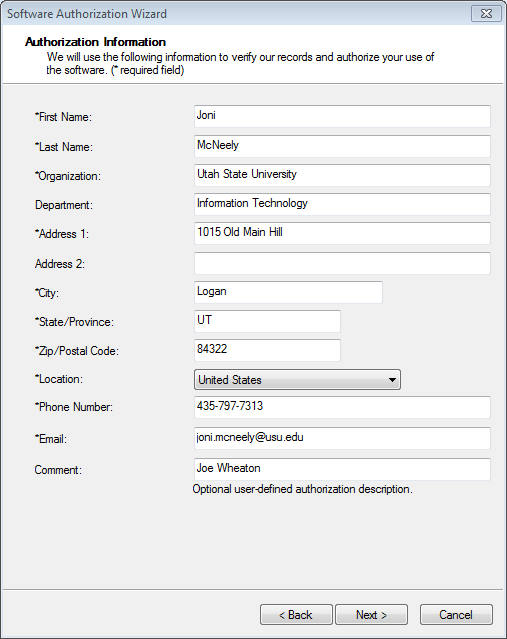 Software Authorization Wizard
Authorization Information
We will use the following information to verify our records and authorize your use of
the software. (* required field)
*First Name: Joni
*Last Name: McNeely
*Organization: Utah State University
Department: Information Technology
*Address 1: 1015 Old Main Hill
Address 2:
*City: Logan
*State/Province: UT
*Zip/Postal Code: 84322
*Location: United States
*Phone Number: 435-797-7313
*Email: joni.mcneely@usu.edu
Comment: Joe Wheaton
Optional user-defined authorization description.
< Back Next > Cancel